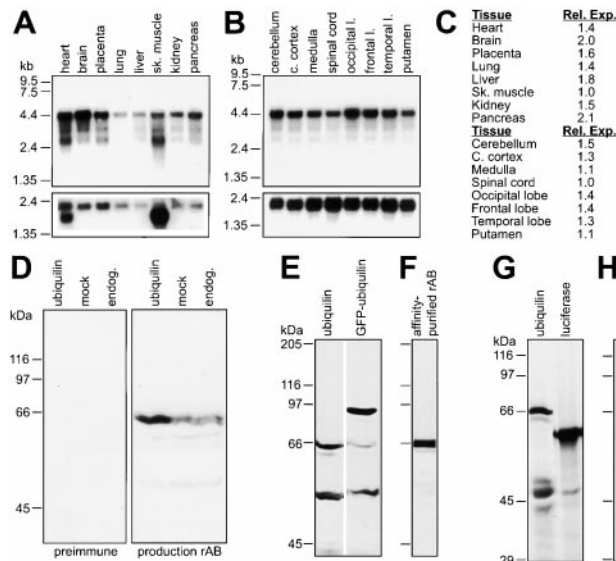 A
heart
brain
placenta
lung
liver
sk. muscle
kidney
pancreas
kb
9.5
7.5
4.4
2.4
1.35
2.4
1.35
B
cerebellum
c. cortex
medulla
spinal cord
occipital l.
frontal l.
temporal l.
putamen
kb
9.5
7.5
4.4
2.4
1.35
2.4
1.35
C
Tissue Rel. Exp.
Heart 1.4
Brain 2.0
Placenta 1.6
Lung 1.4
Liver 1.8
Sk. muscle 1.0
Kidney 1.5
Pancreas 2.1
Tissue Rel. Exp.
Cerebellum 1.5
C. cortex 1.3
Medulla 1.1
Spinal cord 1.0
Occipital lobe 1.4
Frontal lobe 1.4
Temporal lobe 1.3
Putamen 1.1
D
ubiquilin
mock
endog.
ubiquilin
mock
endog.
kDa
116
97
66
45
preimmune
production rAB
E
ubiquilin
GFP-ubiquilin
kDa
205
116
97
66
45
F
affinity-
purified rAB
G
ubiquilin
luciferase
kDa
116
97
66
45
29
H